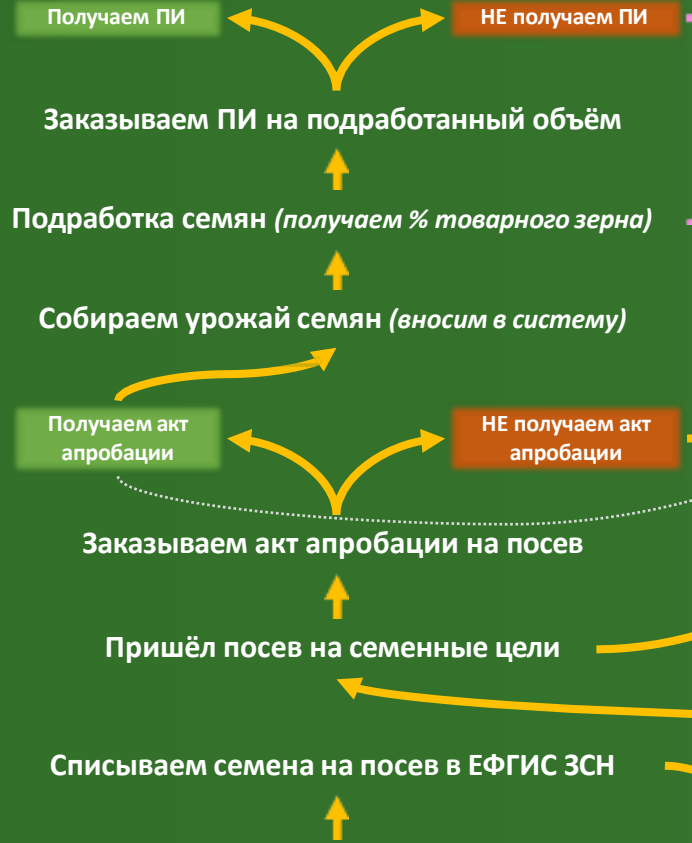 Получаем ПИ
НЕ получаем ПИ
Заказываем ПИ на подработанный объём
Подработка семян (получаем % товарного зерна)
Собираем урожай семян (вносим в систему)
Получаем акт
апробации
НЕ получаем акт
апробации
Заказываем акт апробации на посев
Пришёл посев на семенные цели
Списываем семена на посев в ЕФГИС ЗСН